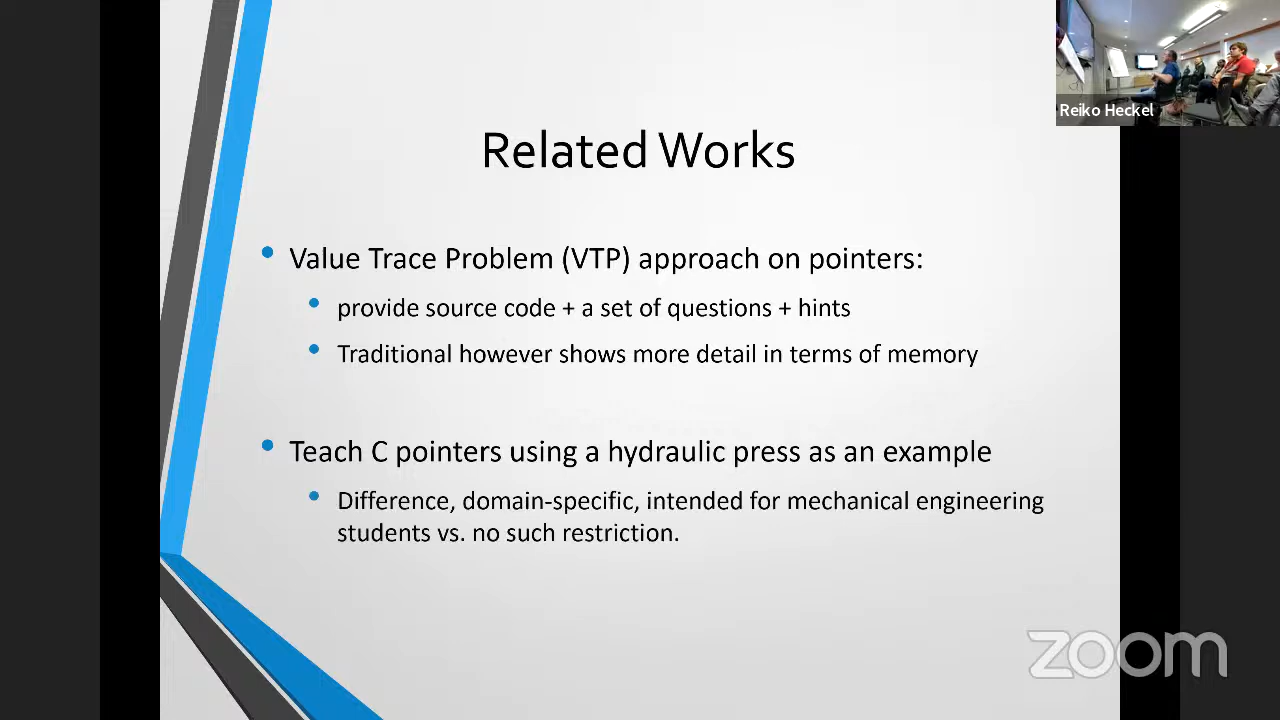 Reiko Heckel
Related Works
Value Trace Problem (VTP) approach on pointers:
provide source code + a set of questions + hints
Traditional however shows more detail in terms of memory
Teach C pointers using a hydraulic press as an example
Difference, domain-specific, intended for mechanical engineering
students vs. no such restriction.
zoom